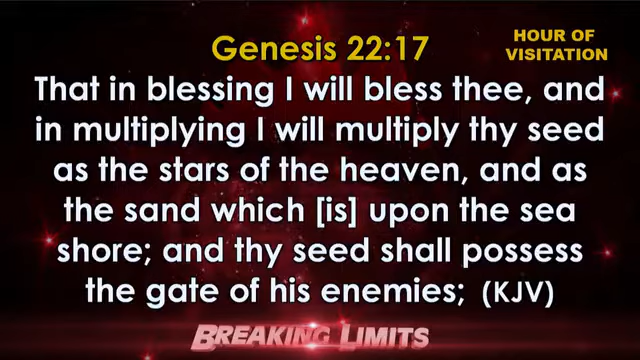 Genesis 22:17
HOUR OF
VISITATION
That in blessing I will bless thee, and
in multiplying I will multiply thy seed
as the stars of the heaven, and as
the sand which [is] upon the sea
shore; and thy seed shall possess
the gate of his enemies; (KJV)
BREAKING LIMITS